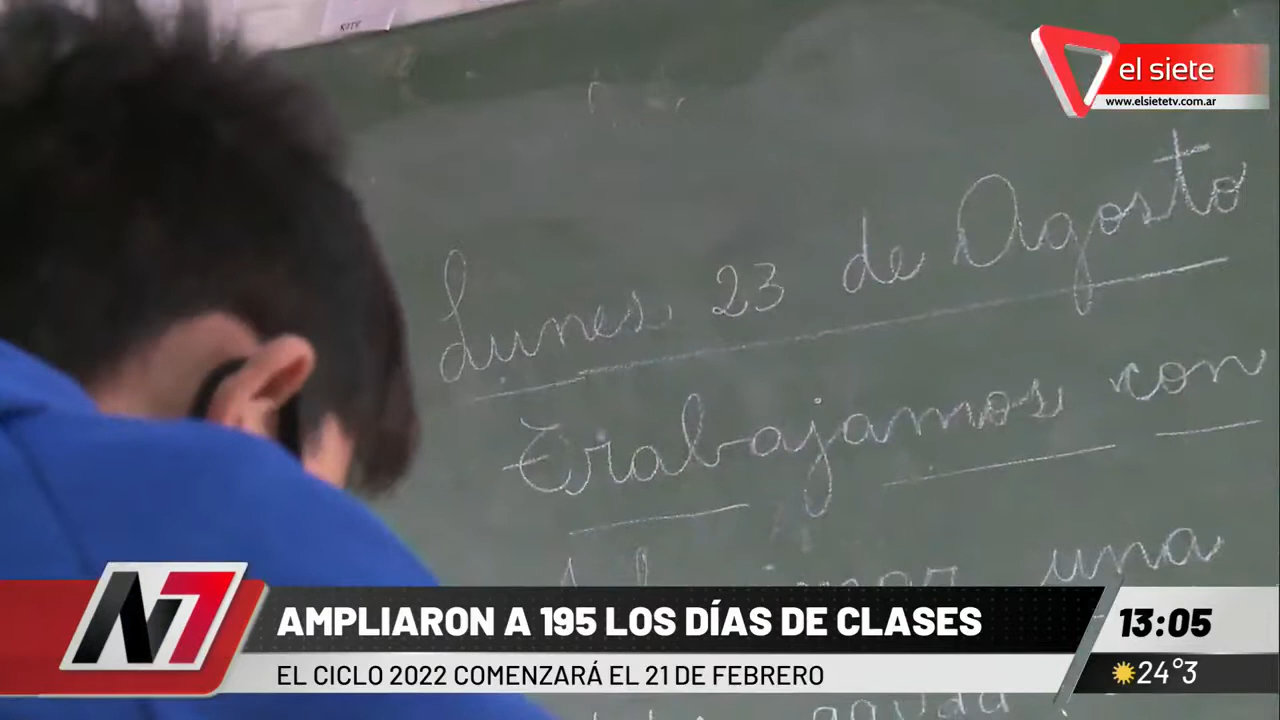 el siete
www.elsietetv.com.ar
Lunes 23 de Agosto
Trabajamos con
una
ayuda
N7
AMPLIARON A 195 LOS DÍAS DE CLASES
13:05
EL CICLO 2022 COMENZARÁ EL 21 DE FEBRERO
24°3